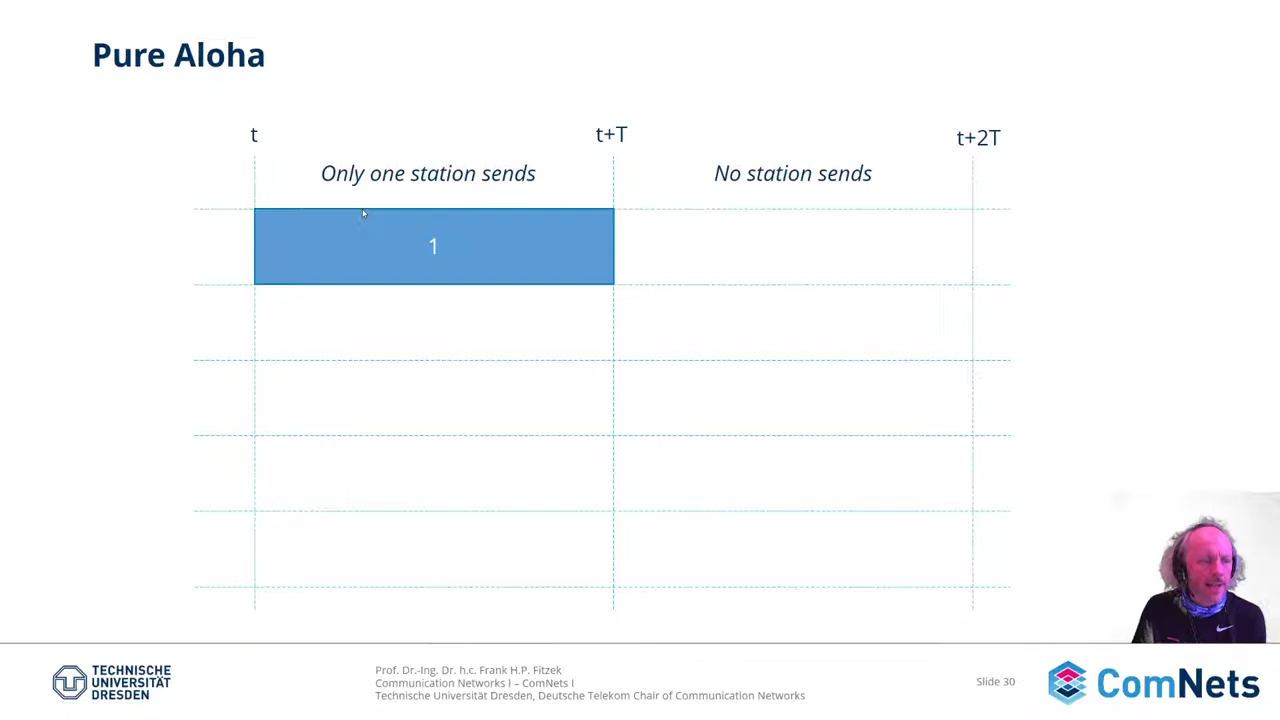 Pure Aloha
t
t+T
t+2T
Only one station sends
No station sends
1
TECHNISCHE
UNIVERSITÄT
DRESDEN
Prof. Dr.-Ing. Dr. h.c. Frank H.P. Fitzek
Communication Networks I – ComNets I
Technische Universität Dresden, Deutsche Telekom Chair of Communication Networks
Slide 30
ComNets